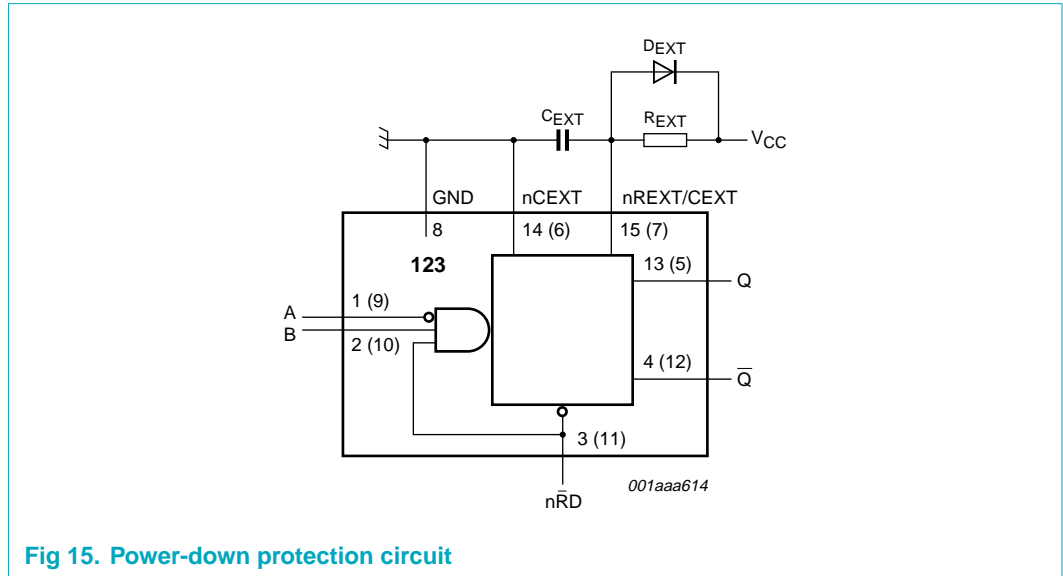 DEXT
CEXT
REXT
VCC
GND
nCEXT
nREXT/CEXT
8
14 (6)
15 (7)
123
13 (5)
Q
1 (9)
A
B
2 (10)
4 (12)
Q̅
3 (11)
nR̅D
001aaa614
Fig 15. Power-down protection circuit